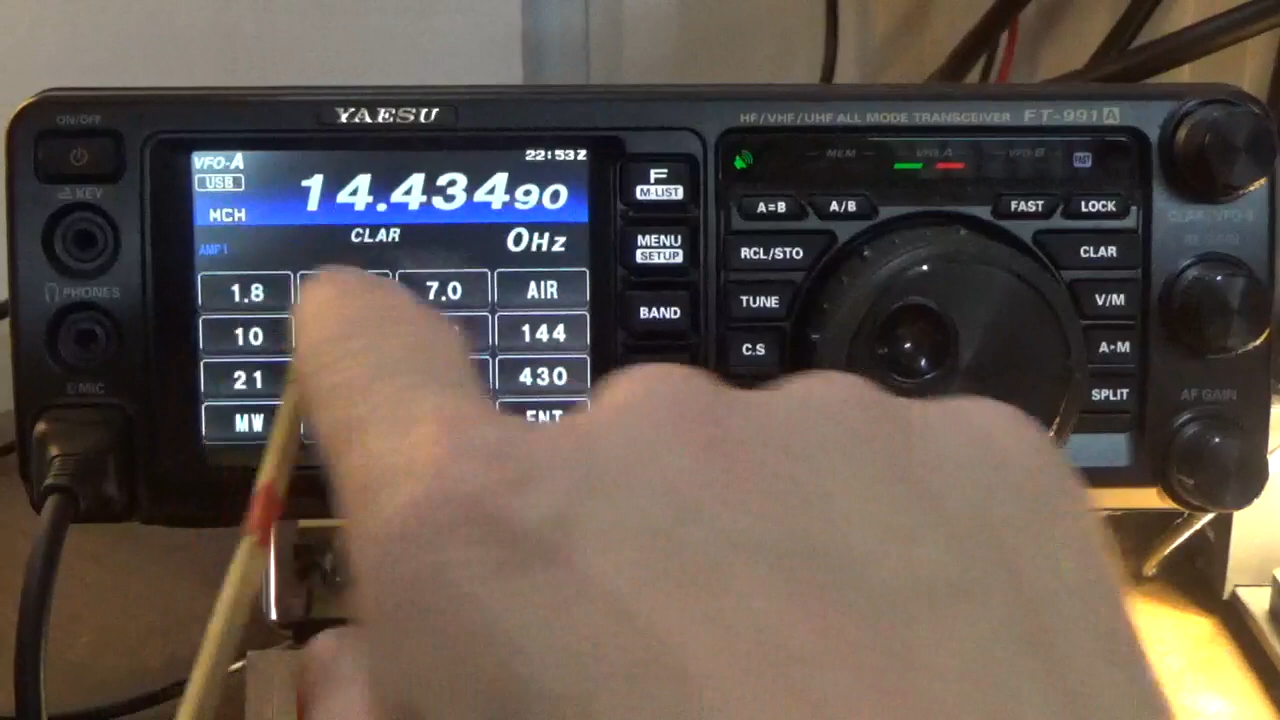 YAESU
HF/VHF/UHF ALL MODE TRANSCEIVER FT-991A
ON/OFF
KEY
PHONES
MIC
VFO-A
22:53Z
USB
14.434 90
MCH
CLAR
0Hz
AMP1
1.8
7.0
AIR
10
144
21
430
MW
ENT
F
M-LIST
MENU
SETUP
BAND
MEM
VFO-A
VFO-B
FAST
A=B
A/B
FAST
LOCK
RCL/STO
CLAR
TUNE
V/M
C.S
A▸M
SPLIT
AF GAIN